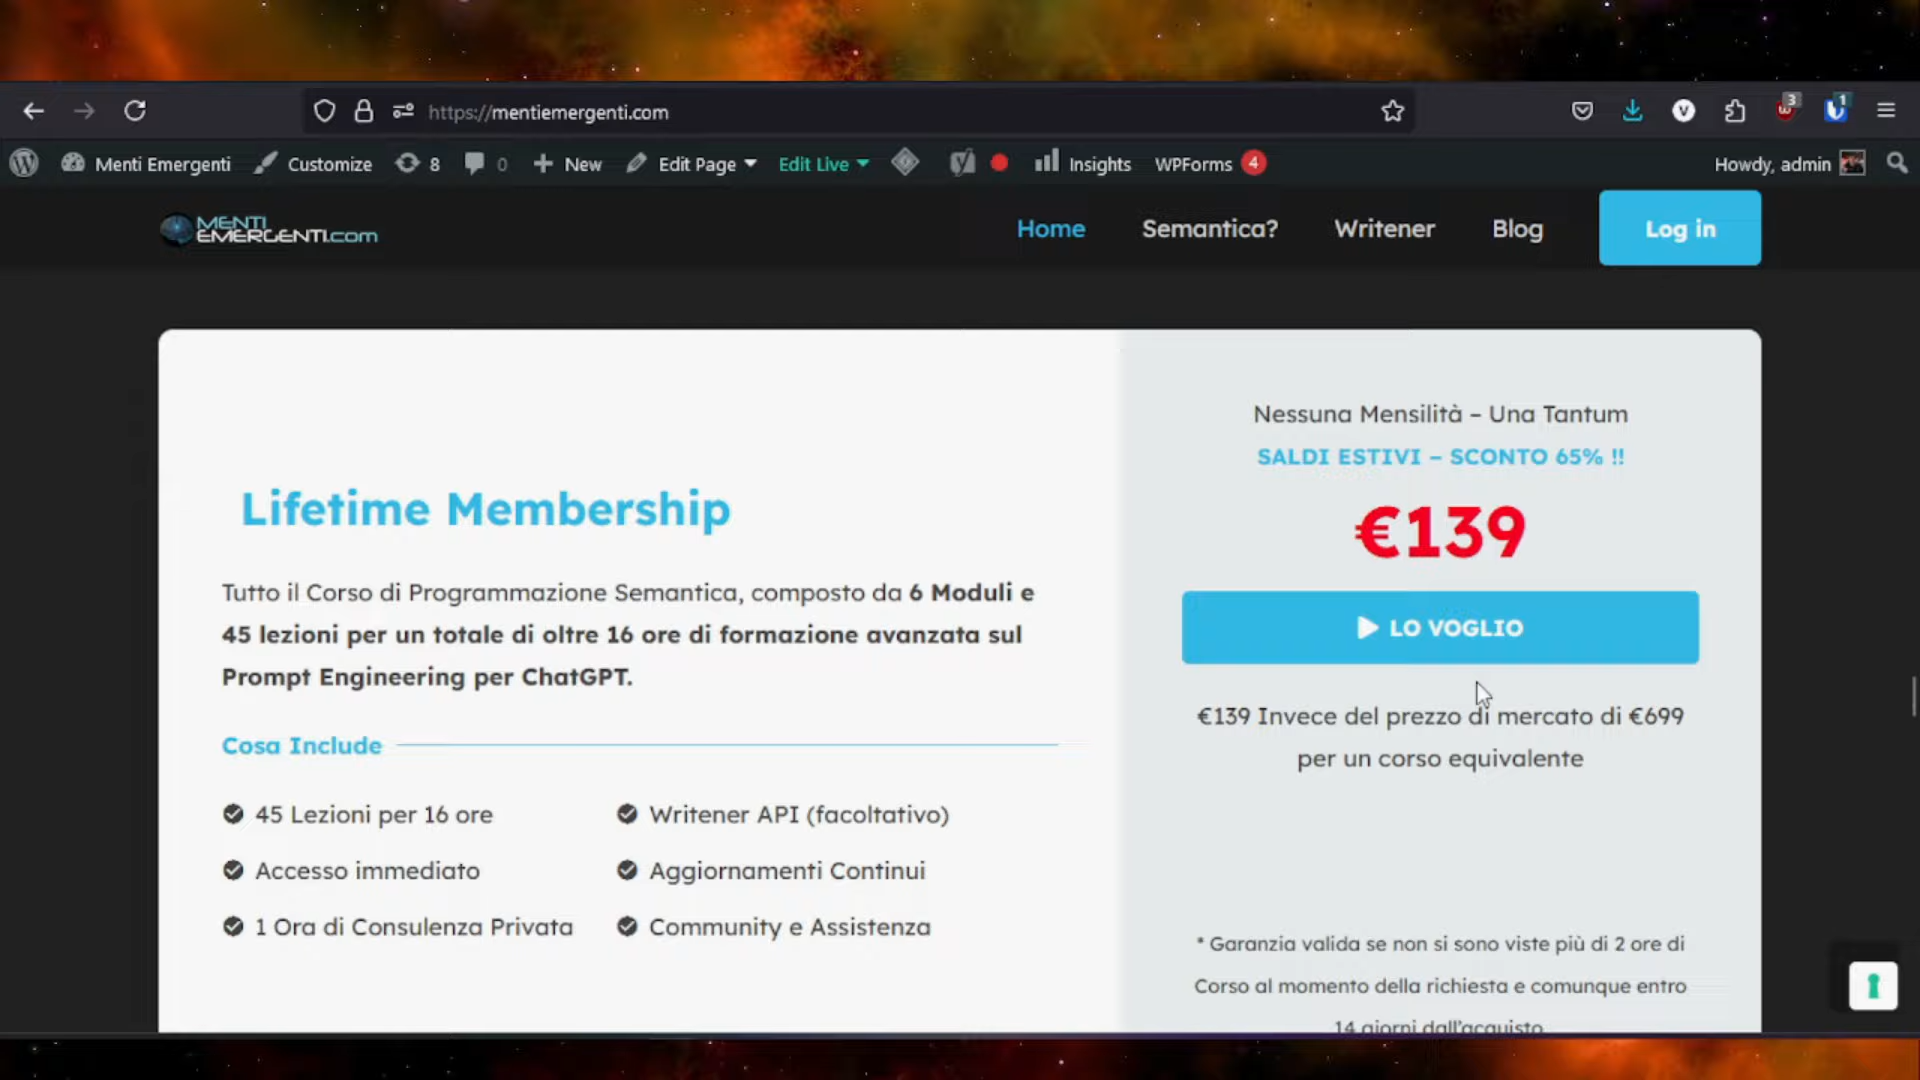 https://mentiemergenti.com
3
1
Menti Emergenti
Customize
8
0
New
Edit Page
Edit Live
Insights
WPForms 4
Howdy, admin
MENTI
EMERGENTI.com
Home
Semantica?
Writener
Blog
Log in
Lifetime Membership
Tutto il Corso di Programmazione Semantica, composto da 6 Moduli e
45 lezioni per un totale di oltre 16 ore di formazione avanzata sul
Prompt Engineering per ChatGPT.
Cosa Include
45 Lezioni per 16 ore
Writener API (facoltativo)
Accesso immediato
Aggiornamenti Continui
1 Ora di Consulenza Privata
Community e Assistenza
Nessuna Mensilità – Una Tantum
SALDI ESTIVI – SCONTO 65% !!
€139
LO VOGLIO
€139 Invece del prezzo di mercato di €699
per un corso equivalente
* Garanzia valida se non si sono viste più di 2 ore di
Corso al momento della richiesta e comunque entro
14 giorni dall'acquisto